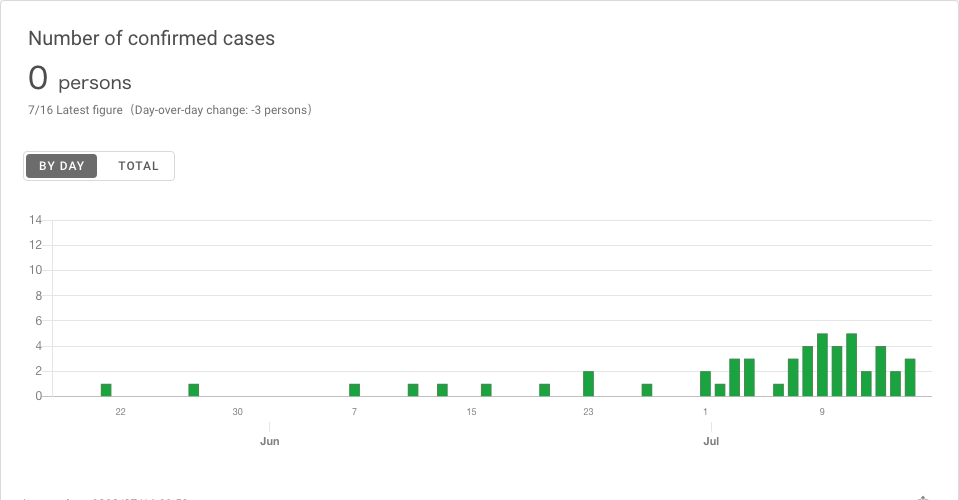 Number of confirmed cases
0 persons
7/16 Latest figure (Day-over-day change: -3 persons)
BY DAY TOTAL
14
12
10
8
6
4
2
0
22 30 7 15 23 1 9
Jun Jul